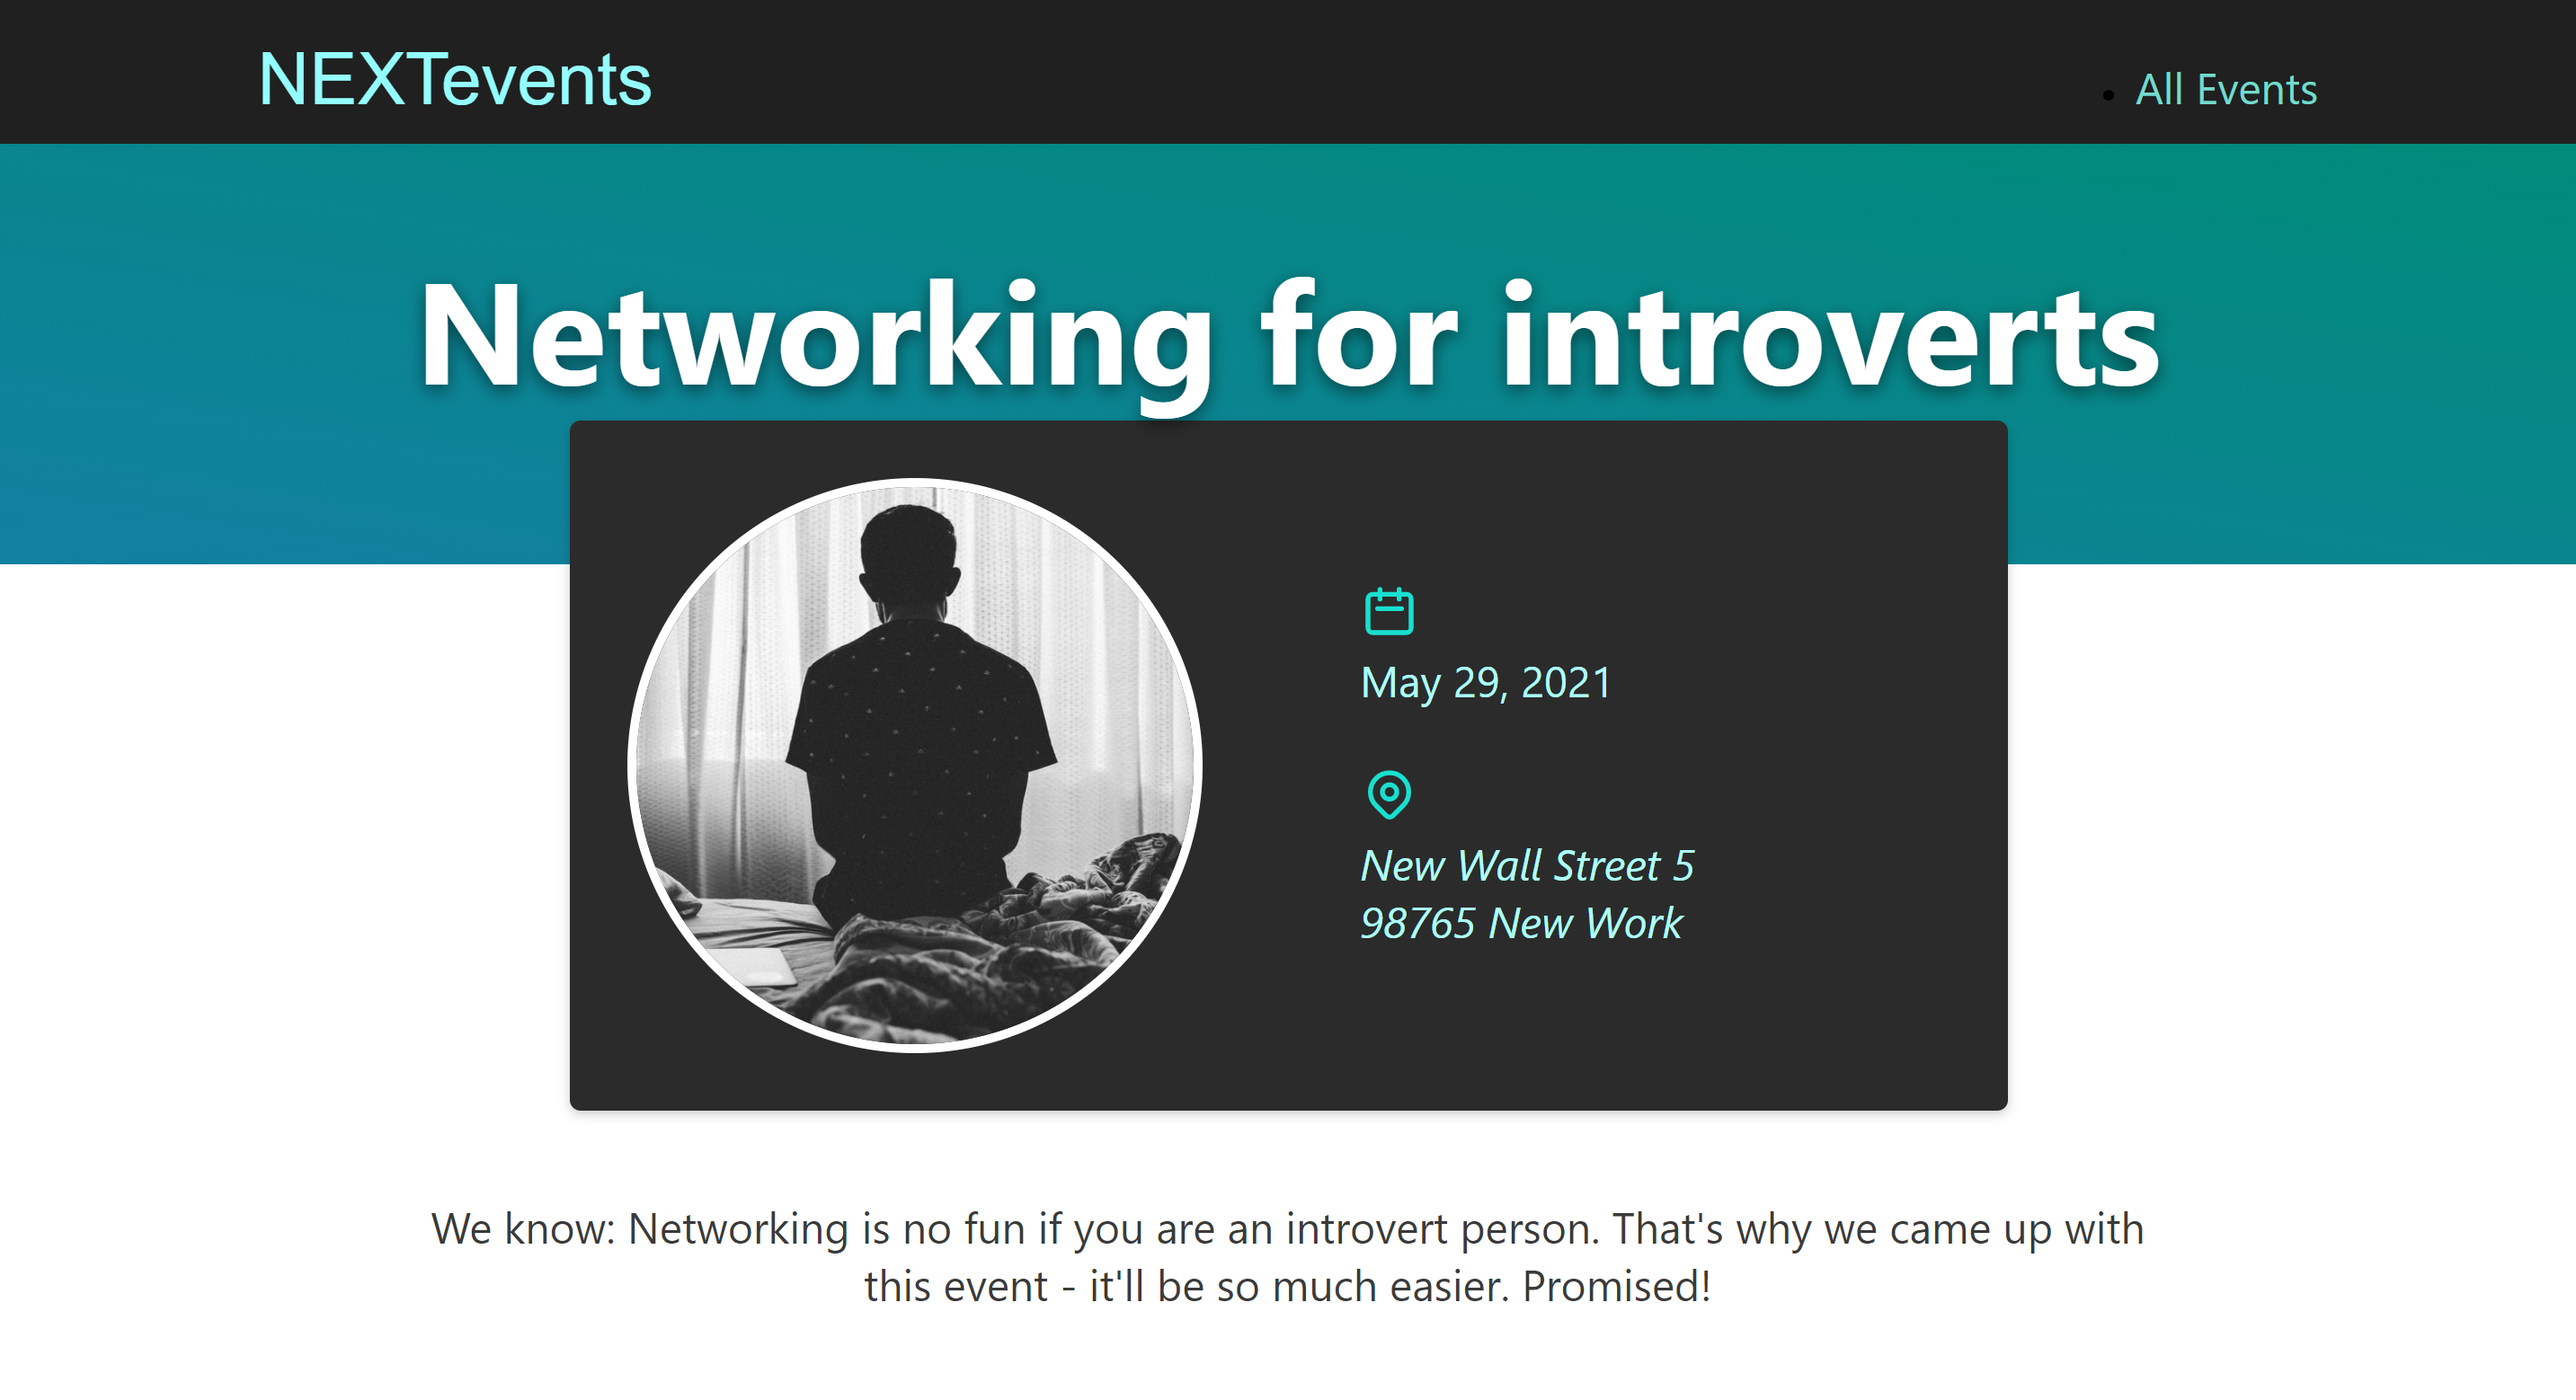 NEXTevents
All Events
Networking for introverts
May 29, 2021
New Wall Street 5
98765 New Work
We know: Networking is no fun if you are an introvert person. That's why we came up with
this event - it'll be so much easier. Promised!